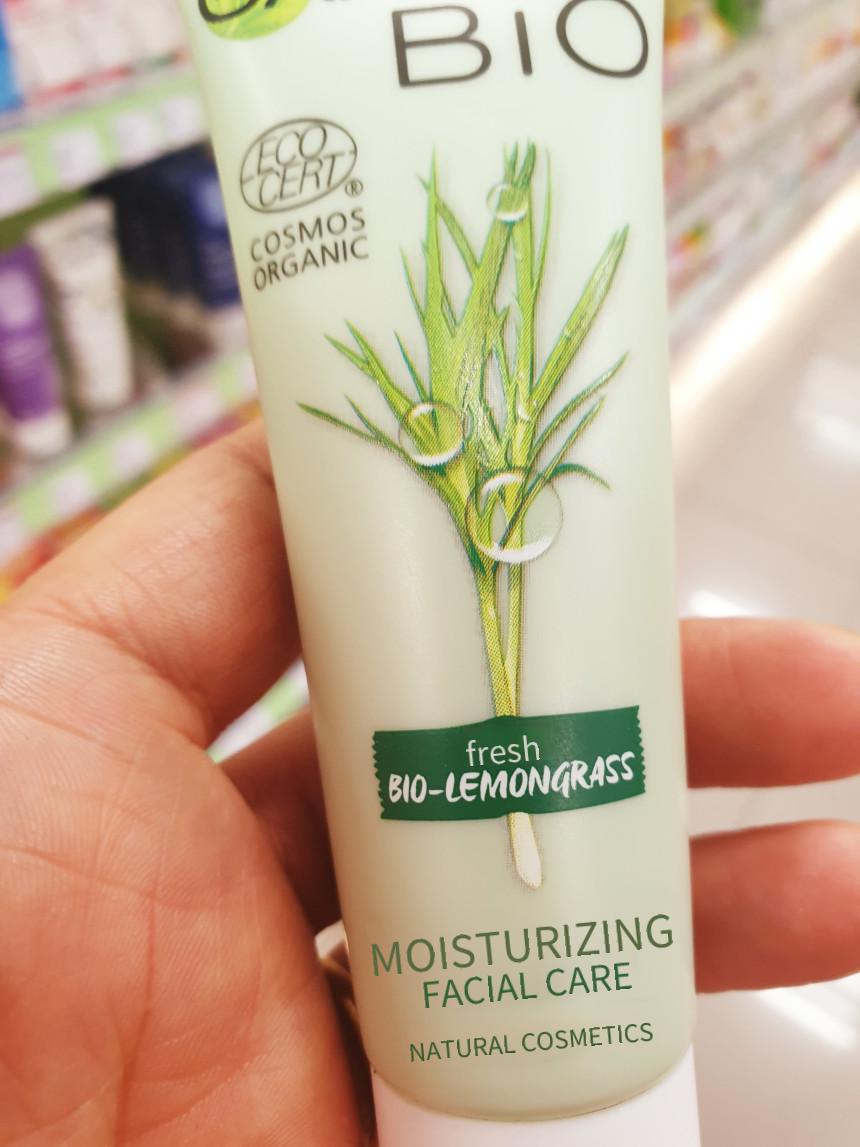 BIO
ECO
CERT®
COSMOS
ORGANIC
fresh
BIO-LEMONGRASS
MOISTURIZING
FACIAL CARE
NATURAL COSMETICS